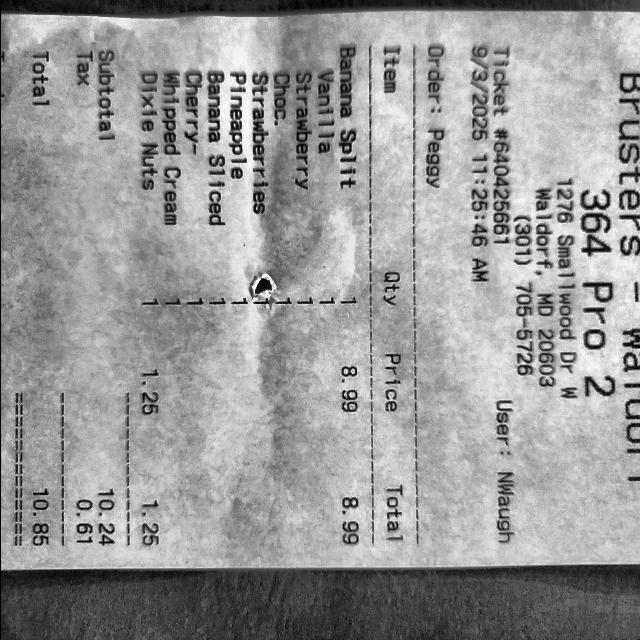 Brusters - Waldorf
364 Pro 2
1276 Smallwood Dr W
Waldorf, MD 20603
(301) 705-5726
Ticket #640426661 User: NWaugh
9/3/2025 11:25:46 AM
Order: Peggy
Item Qty Price Total
Banana Split 1 8.99 8.99
Vanilla 1
Strawberry 1
Choc. 1
Strawberries
Pineapple 1
Banana Sliced 1
Cherry- 1
Whipped Cream 1
Dixie Nuts 1 1.25 1.25
Subtotal 10.24
Tax 0.61
Total 10.85